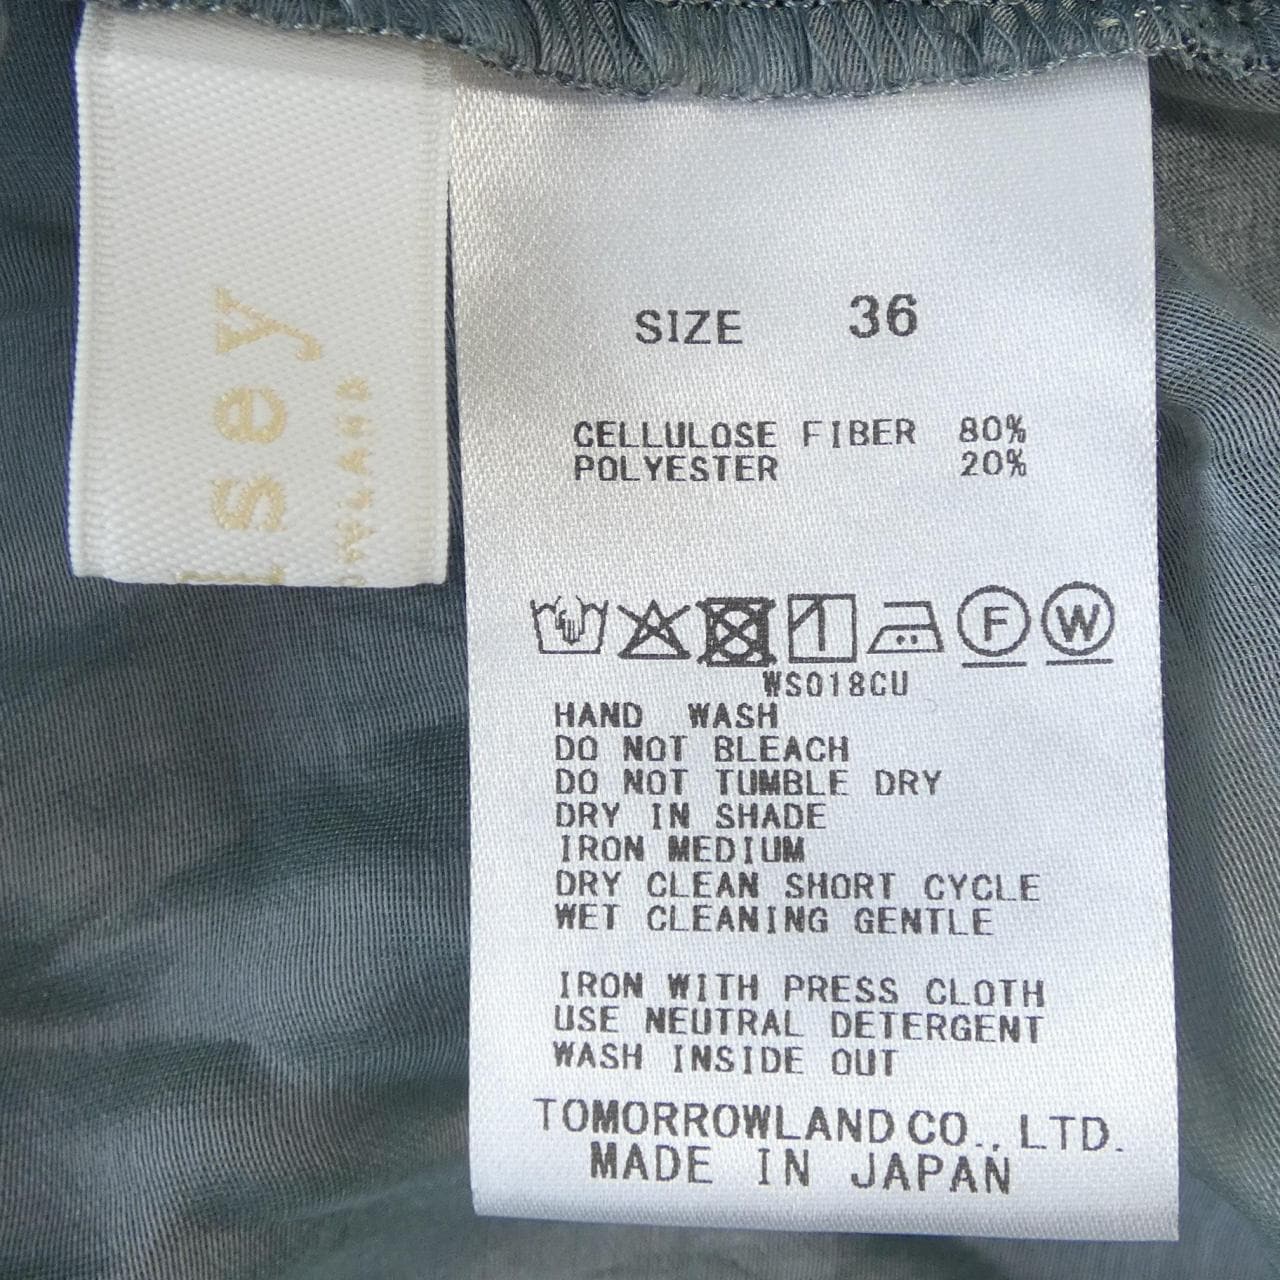 sey
SIZE 36
CELLULOSE FIBER 80%
POLYESTER 20%
F W
WS018CU
HAND WASH
DO NOT BLEACH
DO NOT TUMBLE DRY
DRY IN SHADE
IRON MEDIUM
DRY CLEAN SHORT CYCLE
WET CLEANING GENTLE
IRON WITH PRESS CLOTH
USE NEUTRAL DETERGENT
WASH INSIDE OUT
TOMORROWLAND CO., LTD.
MADE IN JAPAN